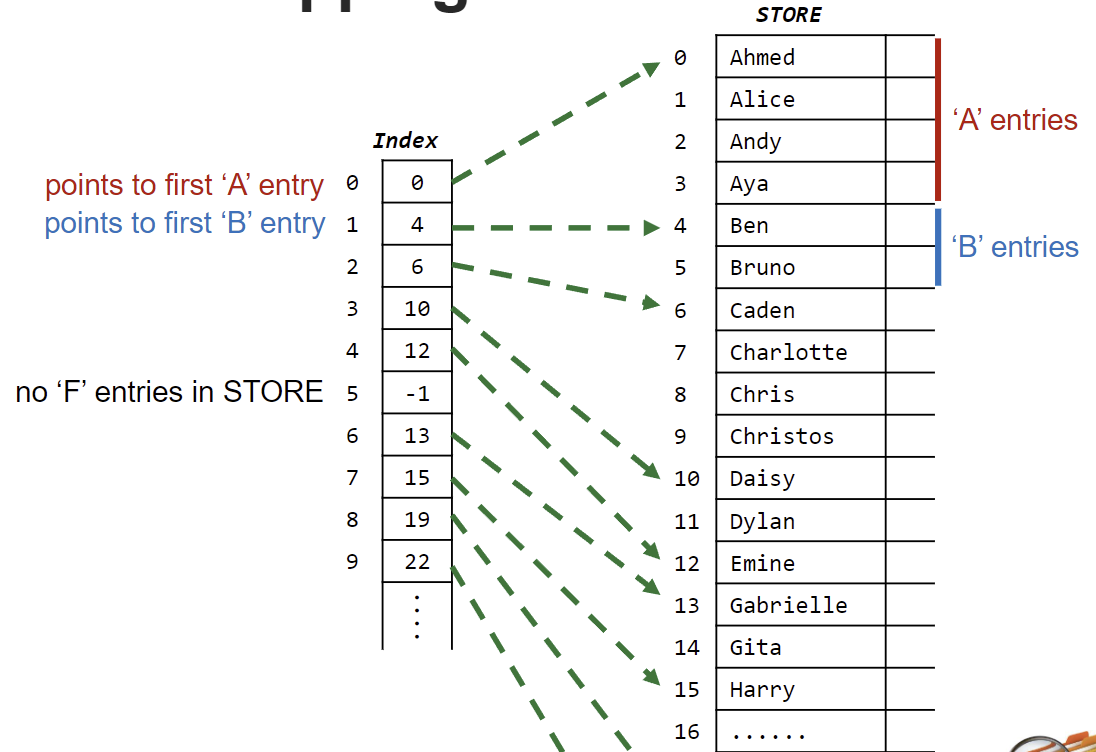 STORE
0 Ahmed
1 Alice
2 Andy
3 Aya
4 Ben
5 Bruno
6 Caden
7 Charlotte
8 Chris
9 Christos
10 Daisy
11 Dylan
12 Emine
13 Gabrielle
14 Gita
15 Harry
16 ......
‘A’ entries
‘B’ entries
Index
points to first ‘A’ entry 0 0
points to first ‘B’ entry 1 4
2 6
3 10
4 12
no ‘F’ entries in STORE 5 -1
6 13
7 15
8 19
9 22